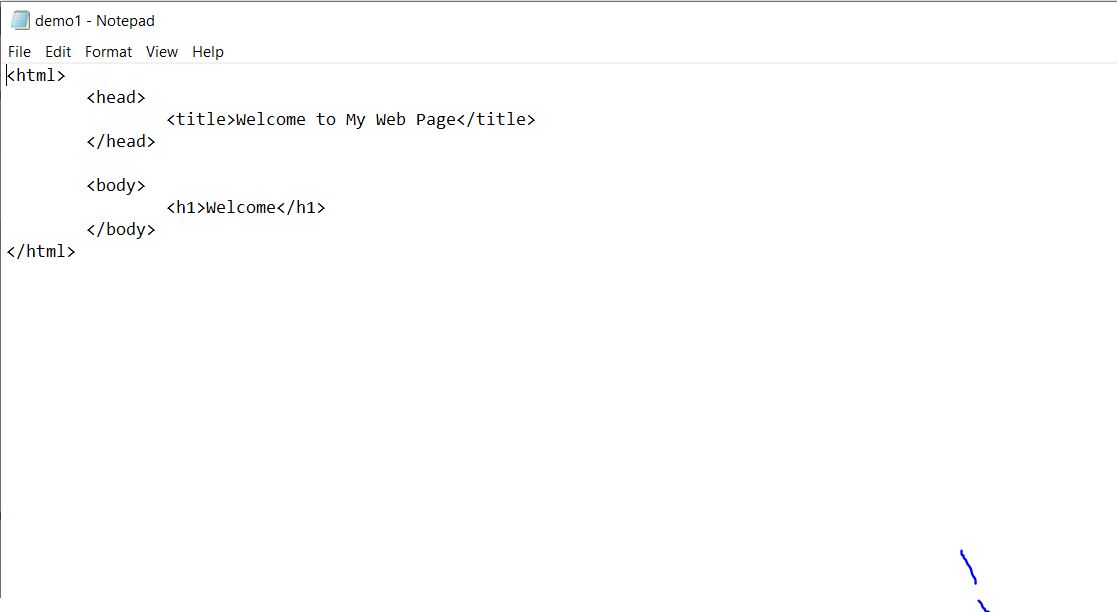 demo1 - Notepad
File Edit Format View Help
<html>
<head>
<title>Welcome to My Web Page</title>
</head>
<body>
<h1>Welcome</h1>
</body>
</html>